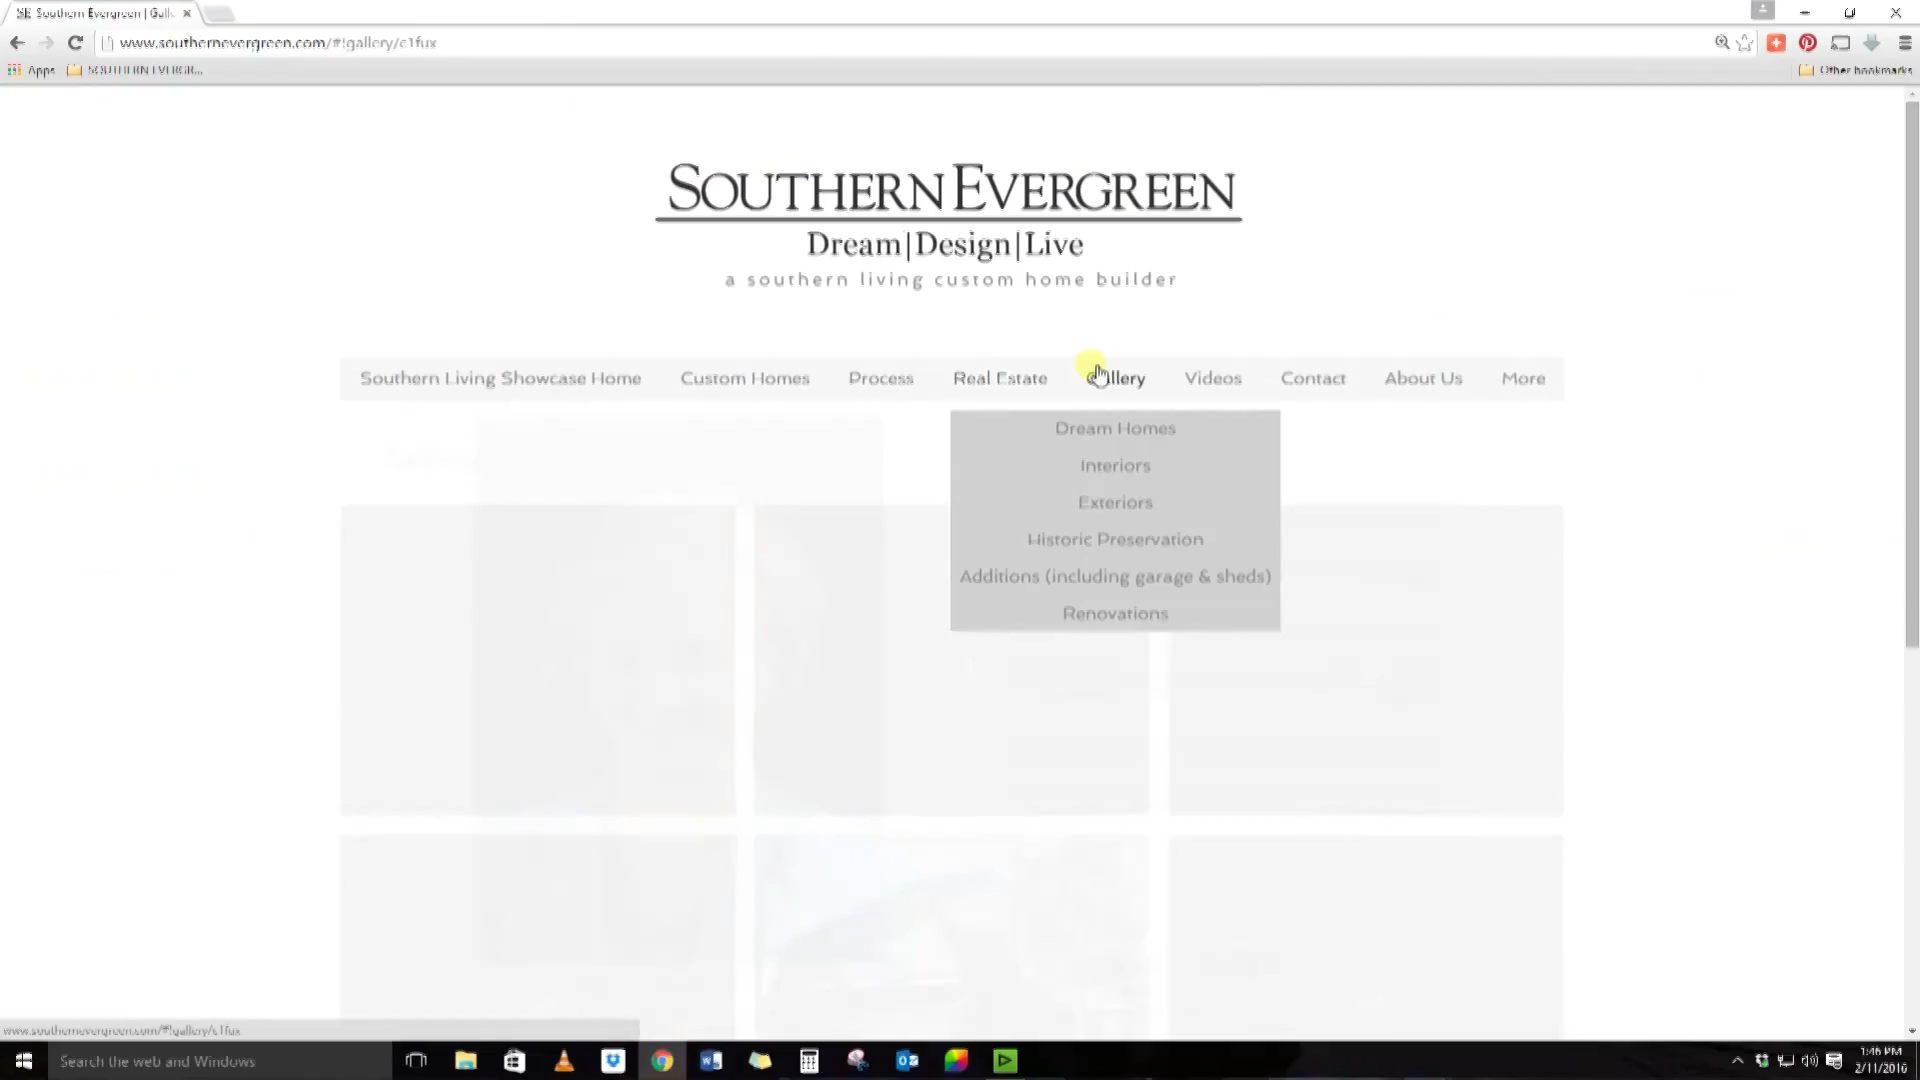 SE Southern Evergreen | Gall
www.southernevergreen.com/#!gallery/c1fux
Apps
SOUTHERN EVERGR...
Other bookmarks
SOUTHERN EVERGREEN
Dream|Design|Live
a southern living custom home builder
Southern Living Showcase Home Custom Homes Process Real Estate Gallery Videos Contact About Us More
Dream Homes
Interiors
Exteriors
Historic Preservation
Additions (including garage & sheds)
Renovations
www.southernevergreen.com/#!gallery/c1fux
Search the web and Windows
1:46 PM
2/11/2016